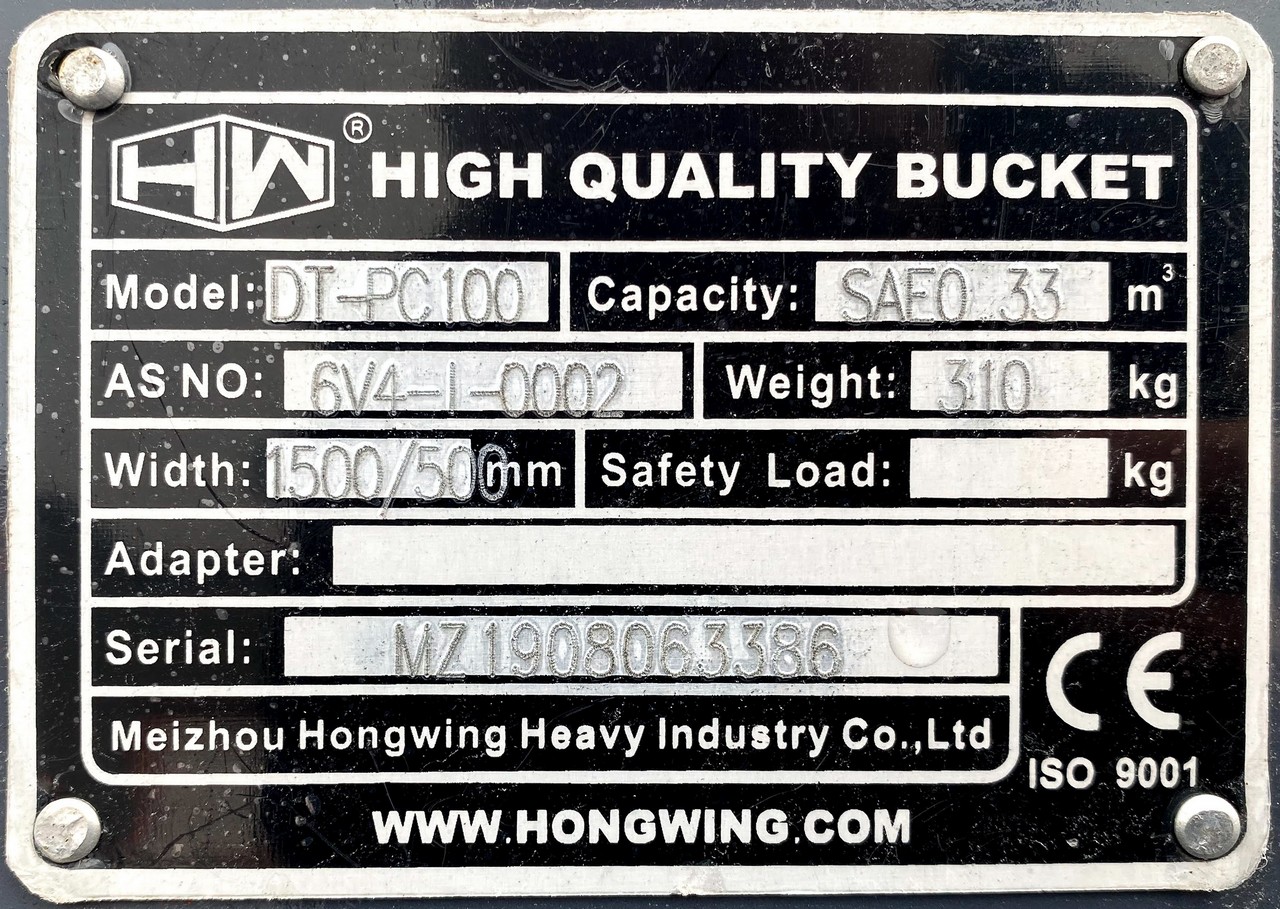 HW ® HIGH QUALITY BUCKET
Model: DT-PC100 Capacity: SAE0.33 m³
AS NO: 6V4-1-0002 Weight: 310 kg
Width: 1500/500mm Safety Load: kg
Adapter:
Serial: MZ1908063386
Meizhou Hongwing Heavy Industry Co.,Ltd
CE
ISO 9001
WWW.HONGWING.COM